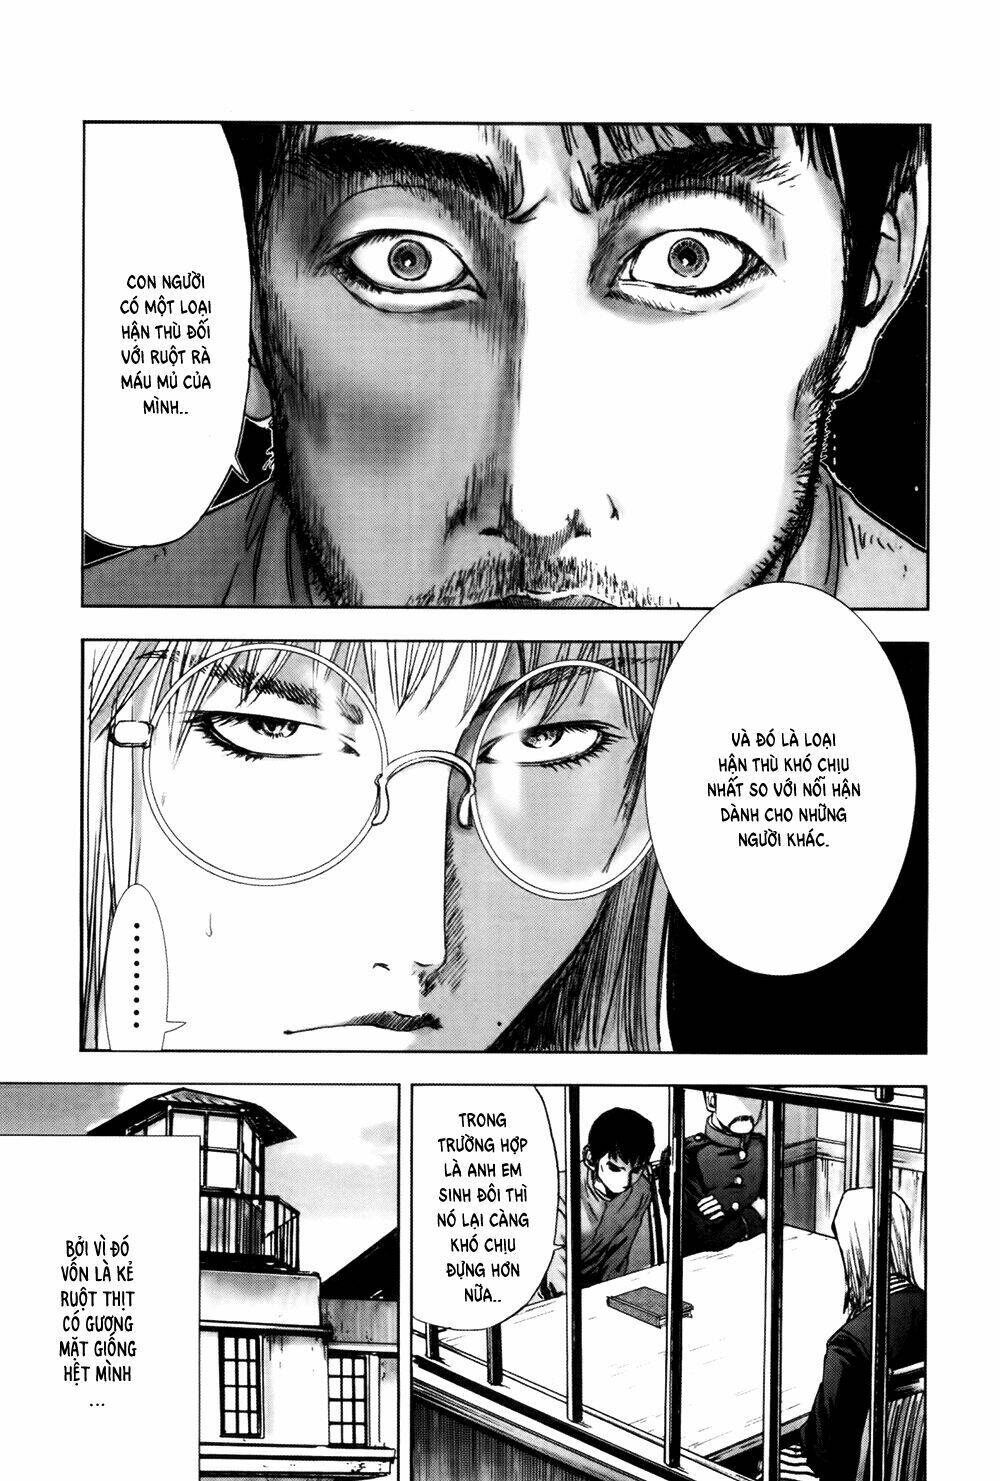 CON NGƯỜI
CÓ MỘT LOẠI
HẬN THÙ ĐỐI
VỚI RUỘT RÀ
MÁU MỦ CỦA
MÌNH..
VÀ ĐÓ LÀ LOẠI
HẬN THÙ KHÓ CHỊU
NHẤT SO VỚI NỖI HẬN
DÀNH CHO NHỮNG
NGƯỜI KHÁC.
.........
TRONG
TRƯỜNG HỢP
LÀ ANH EM
SINH ĐÔI THÌ
NÓ LẠI CÀNG
KHÓ CHỊU
ĐỰNG HƠN
NỮA..
BỞI VÌ ĐÓ
VỐN LÀ KẺ
RUỘT THỊT
CÓ GƯƠNG
MẶT GIỐNG
HỆT MÌNH
...